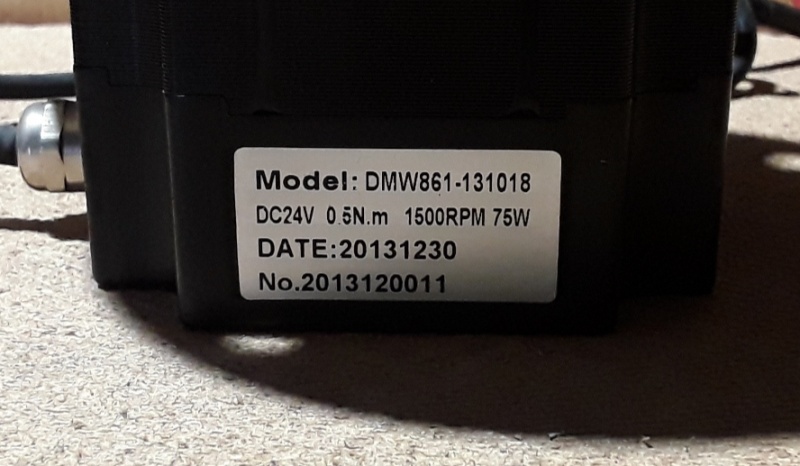 Model: DMW861-131018
DC24V 0.5N.m 1500RPM 75W
DATE:20131230
No.2013120011